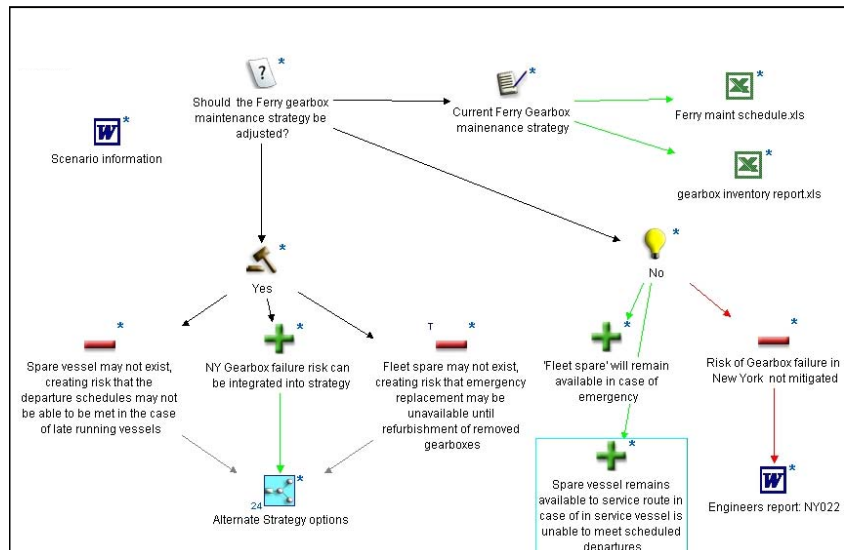 ?
Should the Ferry gearbox
maintenance strategy be
adjusted?
Current Ferry Gearbox
mainenance strategy
Ferry maint schedule.xls
W
Scenario information
gearbox inventory report.xls
Yes
No
Spare vessel may not exist,
creating risk that the
departure schedules may not
be able to be met in the case
of late running vessels
NY Gearbox failure risk can
be integrated into strategy
T
Fleet spare may not exist,
creating risk that emergency
replacement may be
unavailable until
refurbishment of removed
gearboxes
'Fleet spare' will remain
available in case of
emergency
Risk of Gearbox failure in
New York not mitigated
24
Alternate Strategy options
Spare vessel remains
available to service route in
case of in service vessel is
unable to meet scheduled
departures
W
Engineers report: NY022